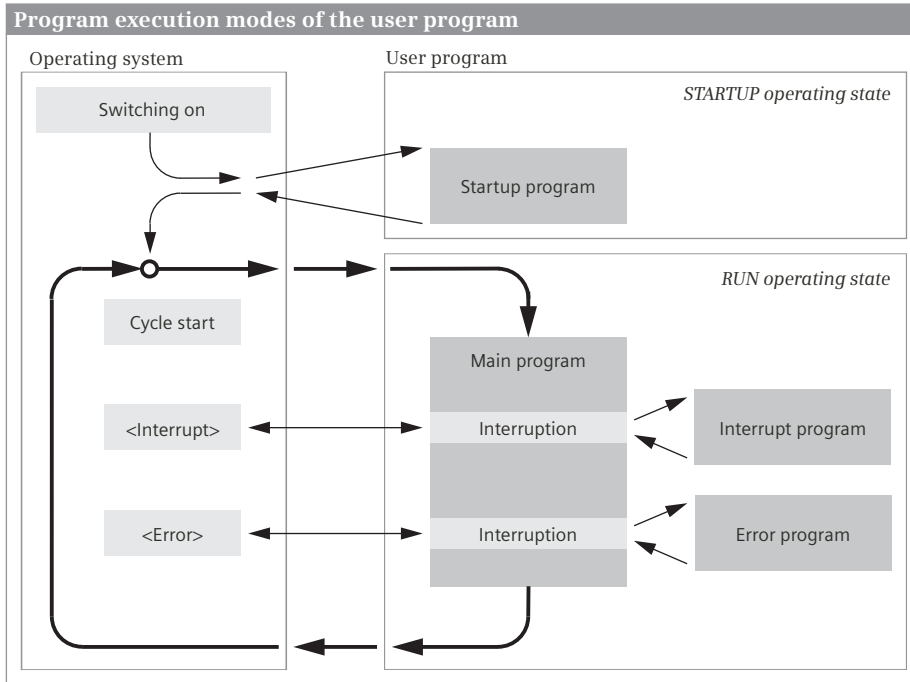 Program execution modes of the user program
Operating system
User program
Switching on
STARTUP operating state
Startup program
RUN operating state
Cycle start
Main program
<Interrupt>
Interruption
Interrupt program
<Error>
Interruption
Error program